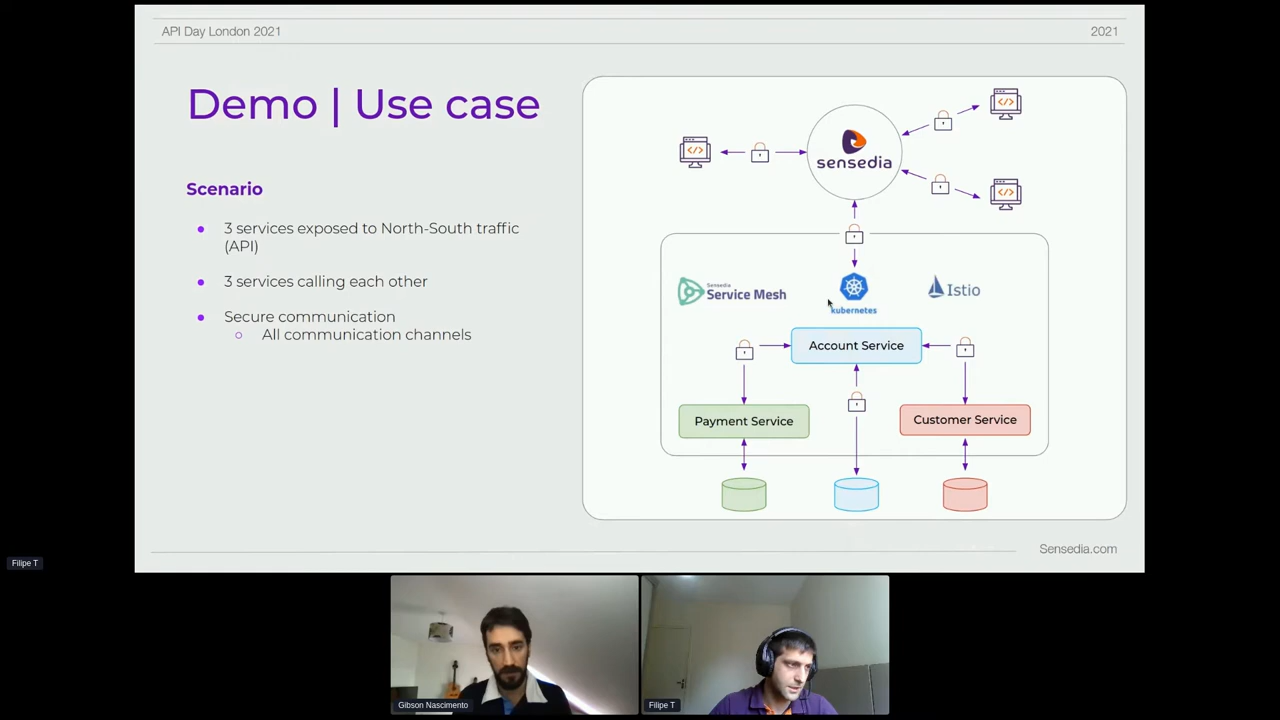 API Day London 2021
2021
Demo | Use case
Scenario
3 services exposed to North-South traffic
(API)
3 services calling each other
Secure communication
All communication channels
sensedia
Sensedia
Service Mesh
kubernetes
Istio
Account Service
Payment Service
Customer Service
Sensedia.com
Filipe T
Gibson Nascimento
Filipe T